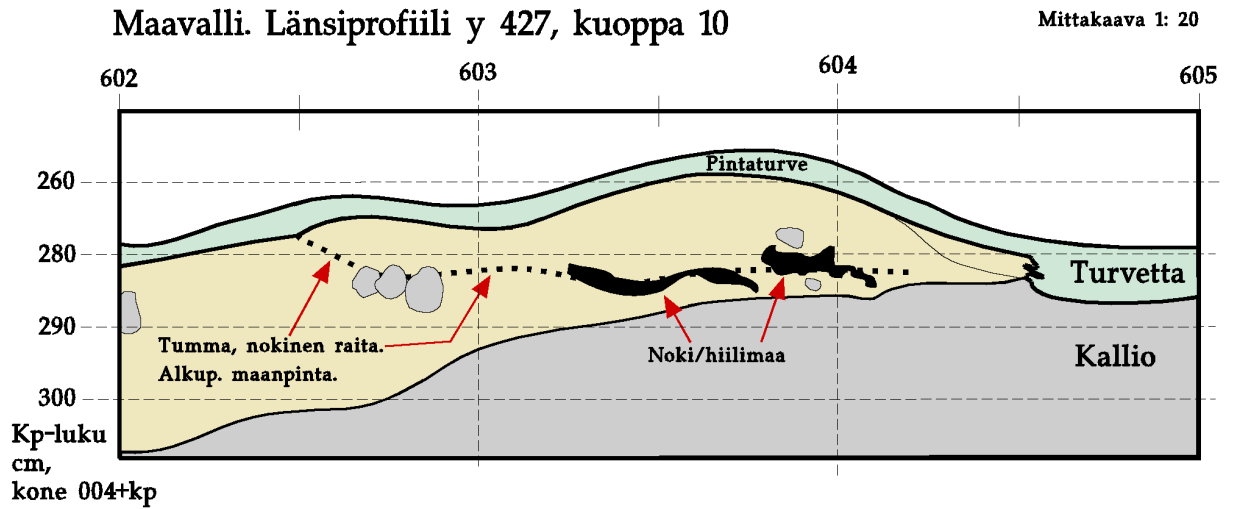 Maavalli. Länsiprofiili y 427, kuoppa 10
Mittakaava 1: 20
602
603
604
605
Pintaturve
260
280
Turvetta
290
Tumma, nokinen raita.
Alkup. maanpinta.
Noki/hiilimaa
Kallio
300
Kp-luku
cm,
kone 004+kp